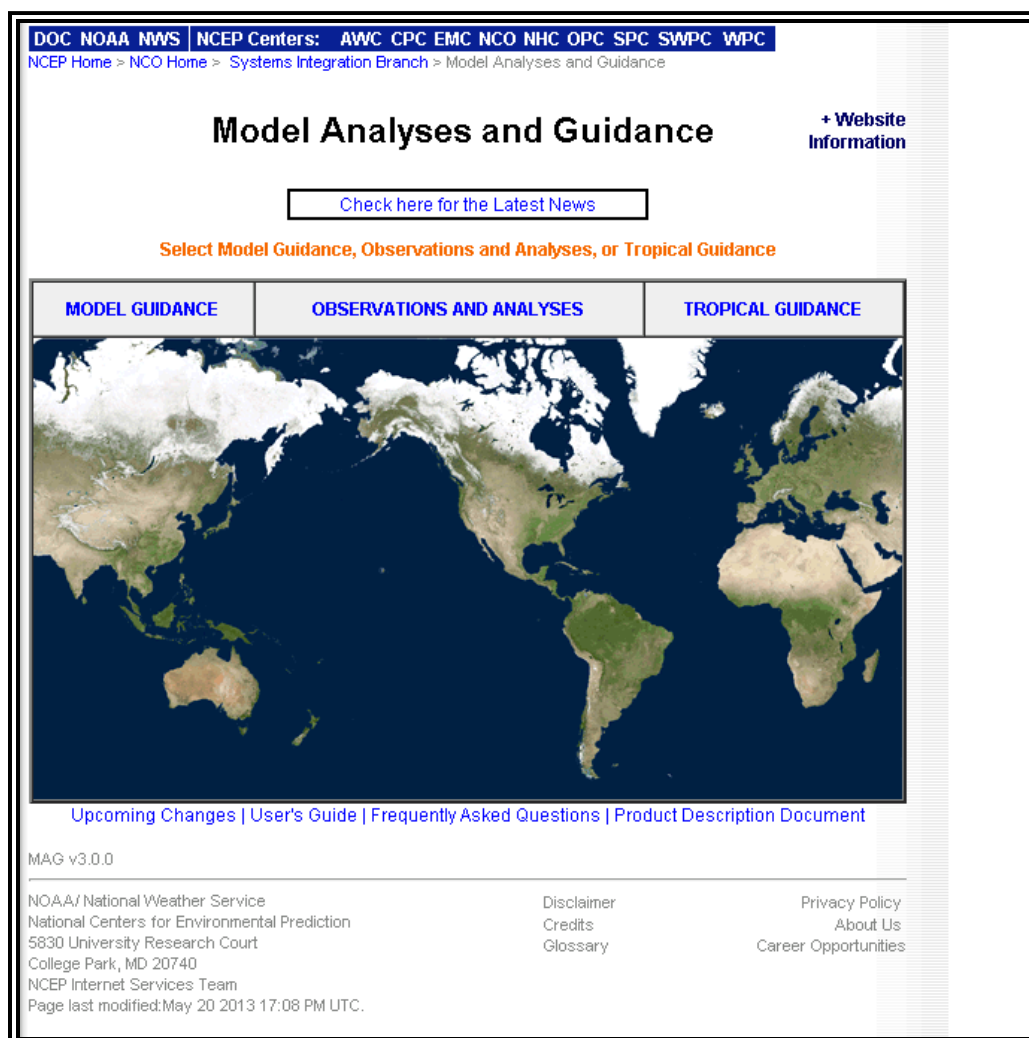 DOC NOAA NWS NCEP Centers: AWC CPC EMC NCO NHC OPC SPC SWPC WPC
NCEP Home > NCO Home > Systems Integration Branch > Model Analyses and Guidance
Model Analyses and Guidance
+ Website
Information
Check here for the Latest News
Select Model Guidance, Observations and Analyses, or Tropical Guidance
MODEL GUIDANCE OBSERVATIONS AND ANALYSES TROPICAL GUIDANCE
Upcoming Changes | User's Guide | Frequently Asked Questions | Product Description Document
MAG v3.0.0
NOAA/ National Weather Service
National Centers for Environmental Prediction
5830 University Research Court
College Park, MD 20740
NCEP Internet Services Team
Page last modified:May 20 2013 17:08 PM UTC.
Disclaimer
Credits
Glossary
Privacy Policy
About Us
Career Opportunities